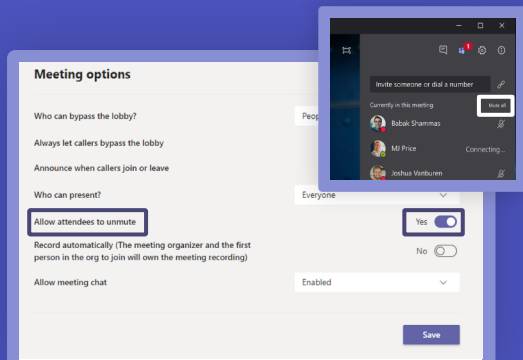 Meeting options
Who can bypass the lobby?
Always let callers bypass the lobby
Announce when callers join or leave
Who can present?
Everyone
Allow attendees to unmute
Yes
Record automatically (The meeting organizer and the first
person in the org to join will own the meeting recording)
No
Allow meeting chat
Enabled
Save
1
Invite someone or dial a number
Currently in this meeting
Mute all
Babak Shammas
MJ Price
Connecting...
Joshua Vanburen